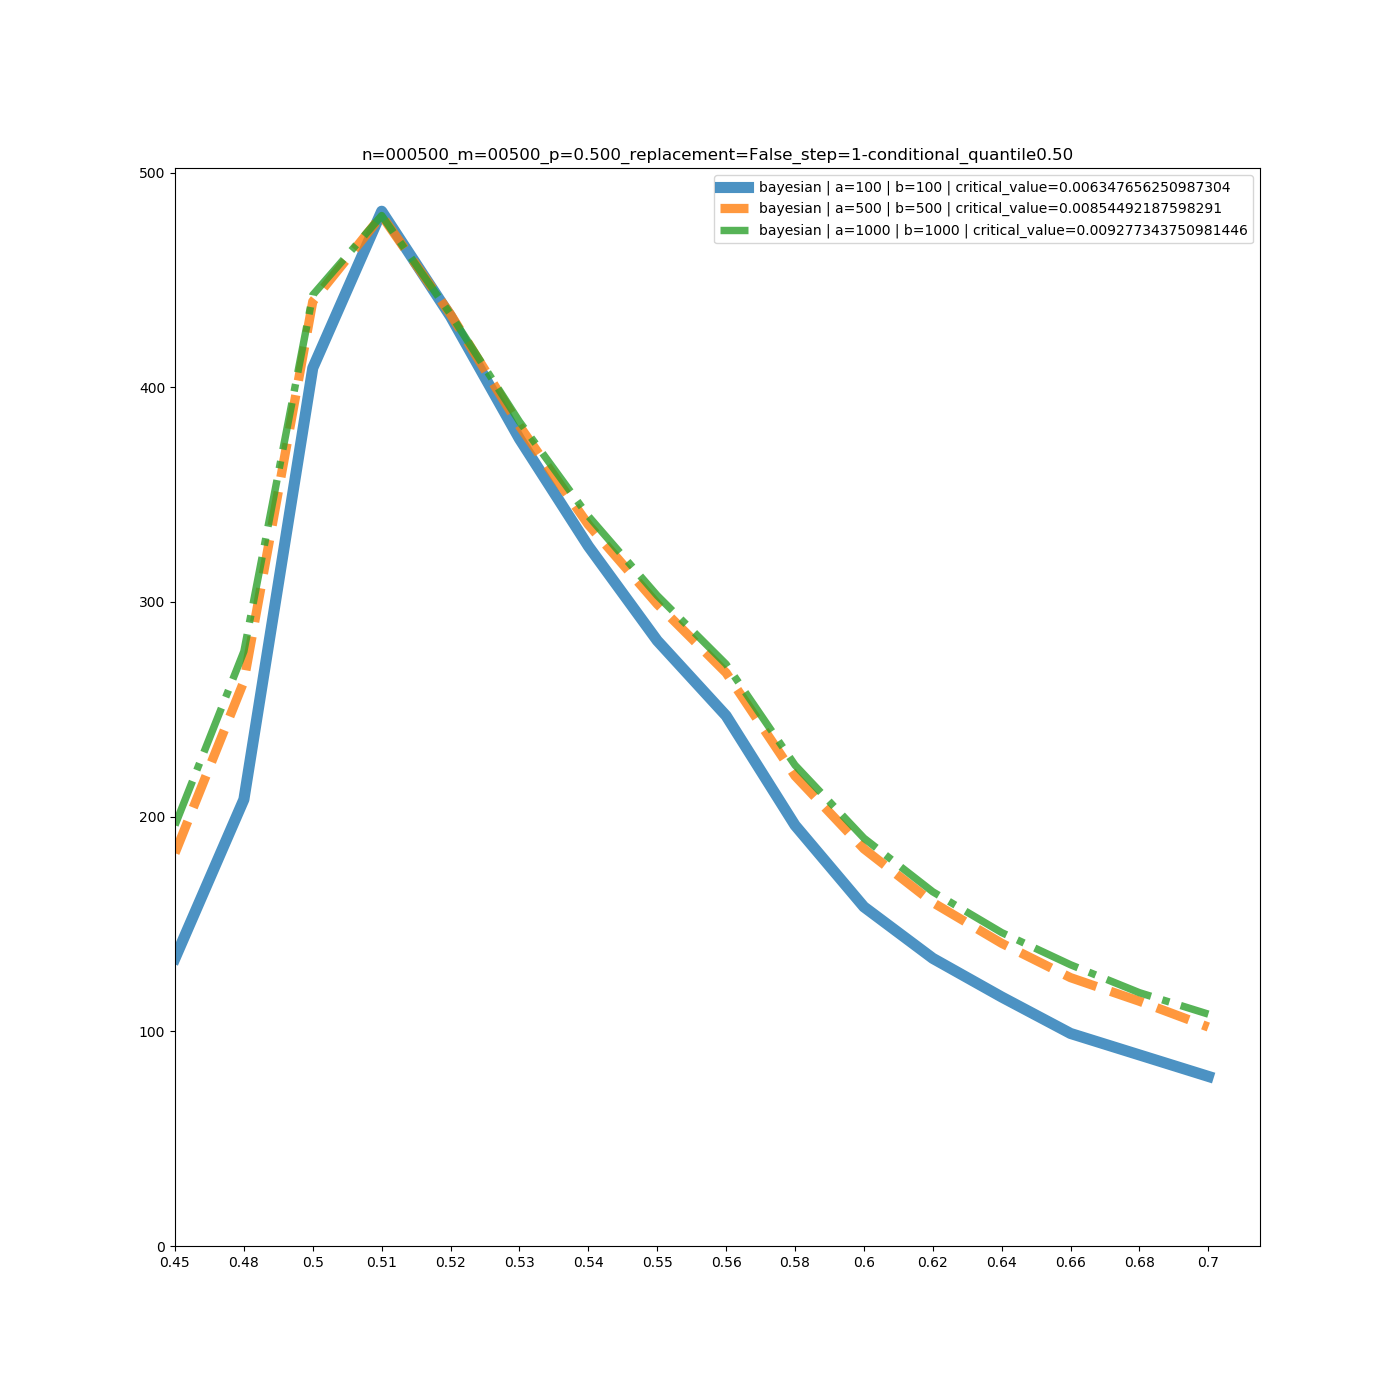 n=000500_m=00500_p=0.500_replacement=False_step=1-conditional_quantile0.50
bayesian | a=100 | b=100 | critical_value=0.006347656250987304
bayesian | a=500 | b=500 | critical_value=0.00854492187598291
bayesian | a=1000 | b=1000 | critical_value=0.009277343750981446
500
400
300
200
100
0
0.45 0.48 0.5 0.51 0.52 0.53 0.54 0.55 0.56 0.58 0.6 0.62 0.64 0.66 0.68 0.7